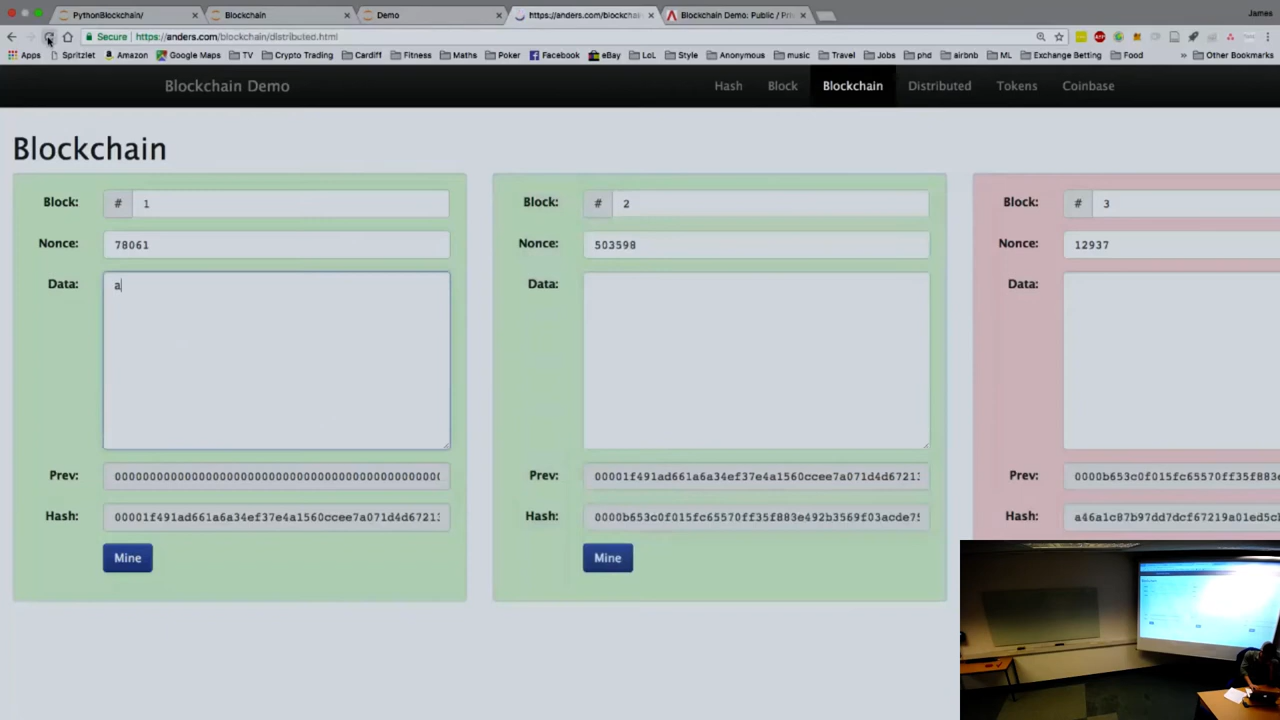 PythonBlockchain/
Blockchain
Demo
https://anders.com/blockchai
Blockchain Demo: Public / Pri
James
Secure
https://anders.com/blockchain/distributed.html
Apps
Spritzlet
Amazon
Google Maps
TV
Crypto Trading
Cardiff
Fitness
Maths
Poker
Facebook
eBay
LoL
Style
Anonymous
music
Travel
Jobs
phd
airbnb
ML
Exchange Betting
Food
»
Other Bookmarks
Blockchain Demo
Hash
Block
Blockchain
Distributed
Tokens
Coinbase
Blockchain
Block:
# 1
Nonce:
78061
Data:
a
Prev:
Hash:
00001f491ad661a6a34ef37e4a1560ccee7a071d4d6721
Mine
Block:
# 2
Nonce:
503598
Data:
Prev:
00001f491ad661a6a34ef37e4a1560ccee7a071d4d6721
Hash:
0000b653c0f015fc65570ff35f883e492b3569f03acde7
Mine
Block:
# 3
Nonce:
12937
Data:
Prev:
0000b653c0f015fc65570ff35f883e
Hash:
a46a1c87b97dd7dcf67219a01ed5c